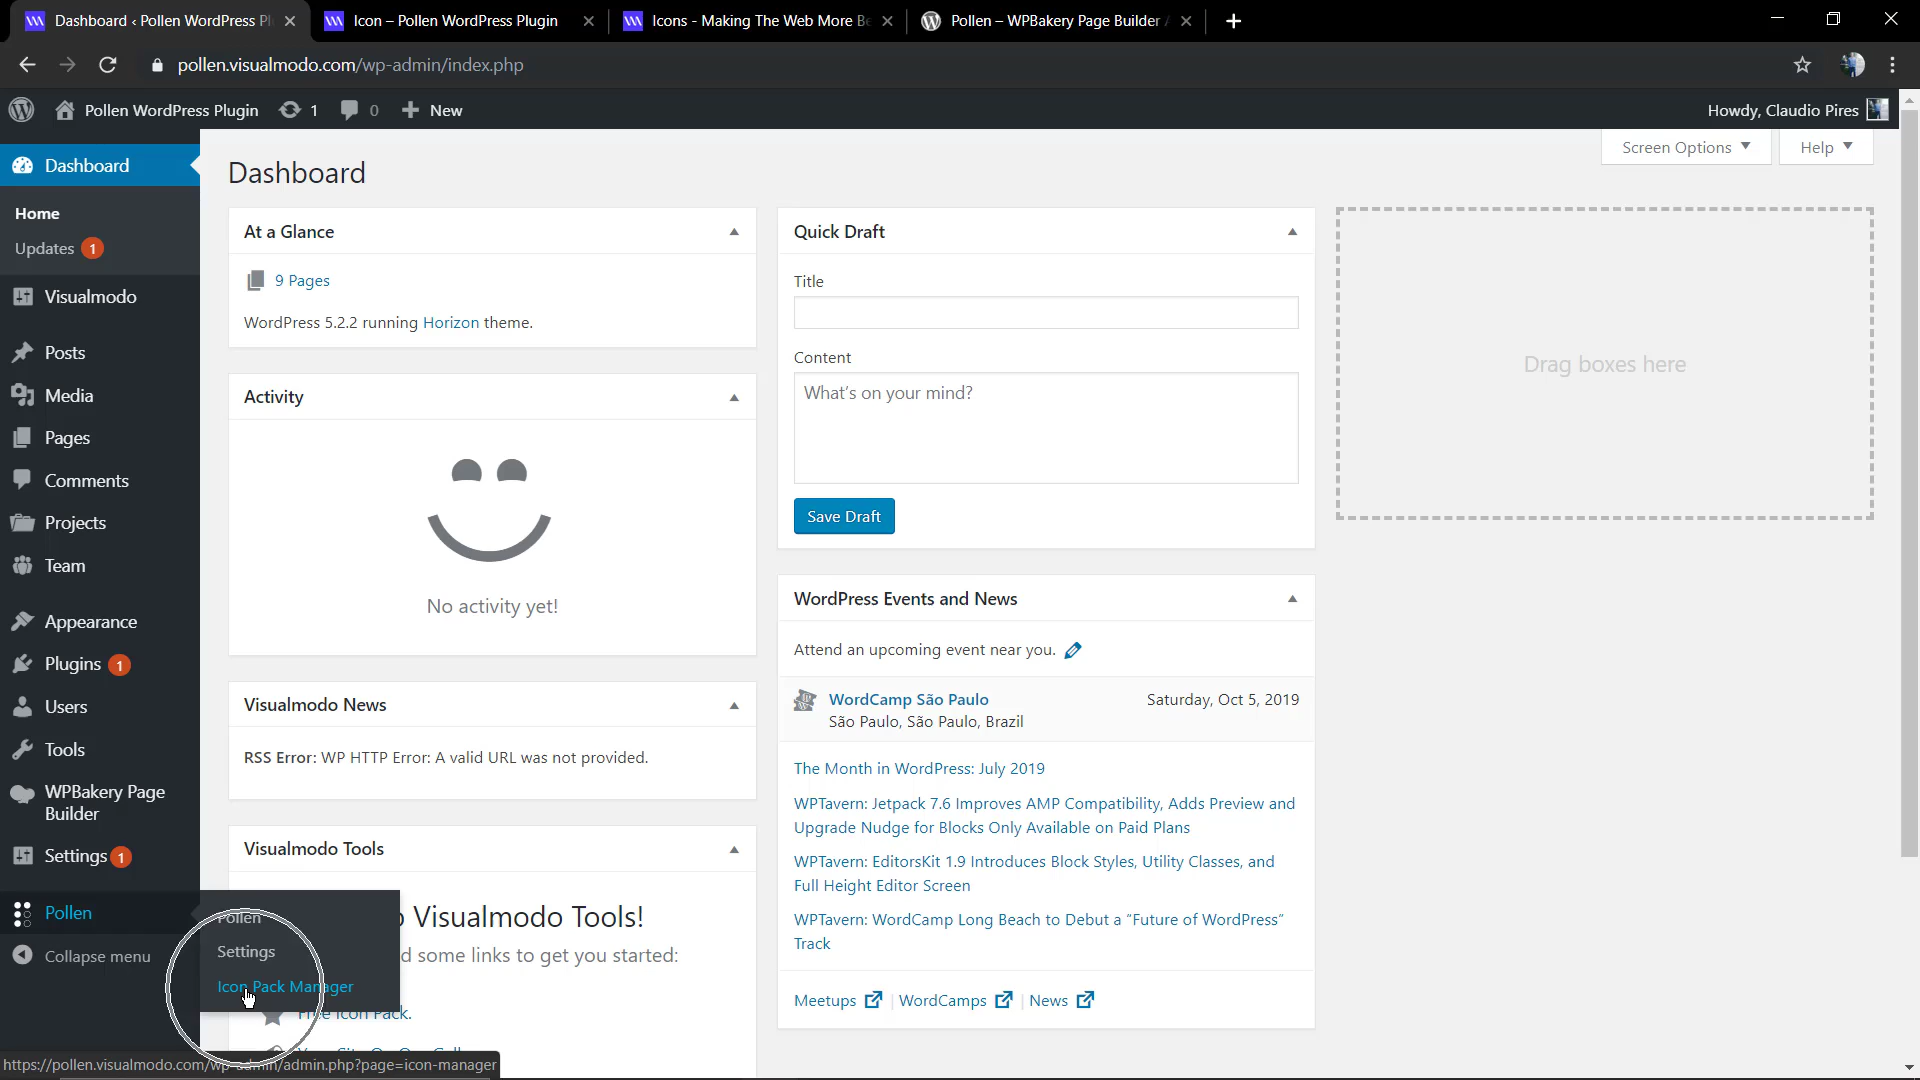 Dashboard ‹ Pollen WordPress Pl
Icon – Pollen WordPress Plugin
Icons - Making The Web More Be
Pollen – WPBakery Page Builder A
pollen.visualmodo.com/wp-admin/index.php
Pollen WordPress Plugin
1
0
New
Howdy, Claudio Pires
Dashboard
Home
Updates 1
Visualmodo
Posts
Media
Pages
Comments
Projects
Team
Appearance
Plugins 1
Users
Tools
WPBakery Page
Builder
Settings 1
Pollen
Collapse menu
Pollen
Settings
Icon Pack Manager
Screen Options
Help
Dashboard
At a Glance
9 Pages
WordPress 5.2.2 running Horizon theme.
Activity
No activity yet!
Visualmodo News
RSS Error: WP HTTP Error: A valid URL was not provided.
Visualmodo Tools
Visualmodo Tools!
some links to get you started:
Free Icon Pack.
Quick Draft
Title
Content
What's on your mind?
Save Draft
WordPress Events and News
Attend an upcoming event near you.
WordCamp São Paulo
Saturday, Oct 5, 2019
São Paulo, São Paulo, Brazil
The Month in WordPress: July 2019
WPTavern: Jetpack 7.6 Improves AMP Compatibility, Adds Preview and
Upgrade Nudge for Blocks Only Available on Paid Plans
WPTavern: EditorsKit 1.9 Introduces Block Styles, Utility Classes, and
Full Height Editor Screen
WPTavern: WordCamp Long Beach to Debut a “Future of WordPress”
Track
Meetups | WordCamps | News
Drag boxes here
https://pollen.visualmodo.com/wp-admin/admin.php?page=icon-manager